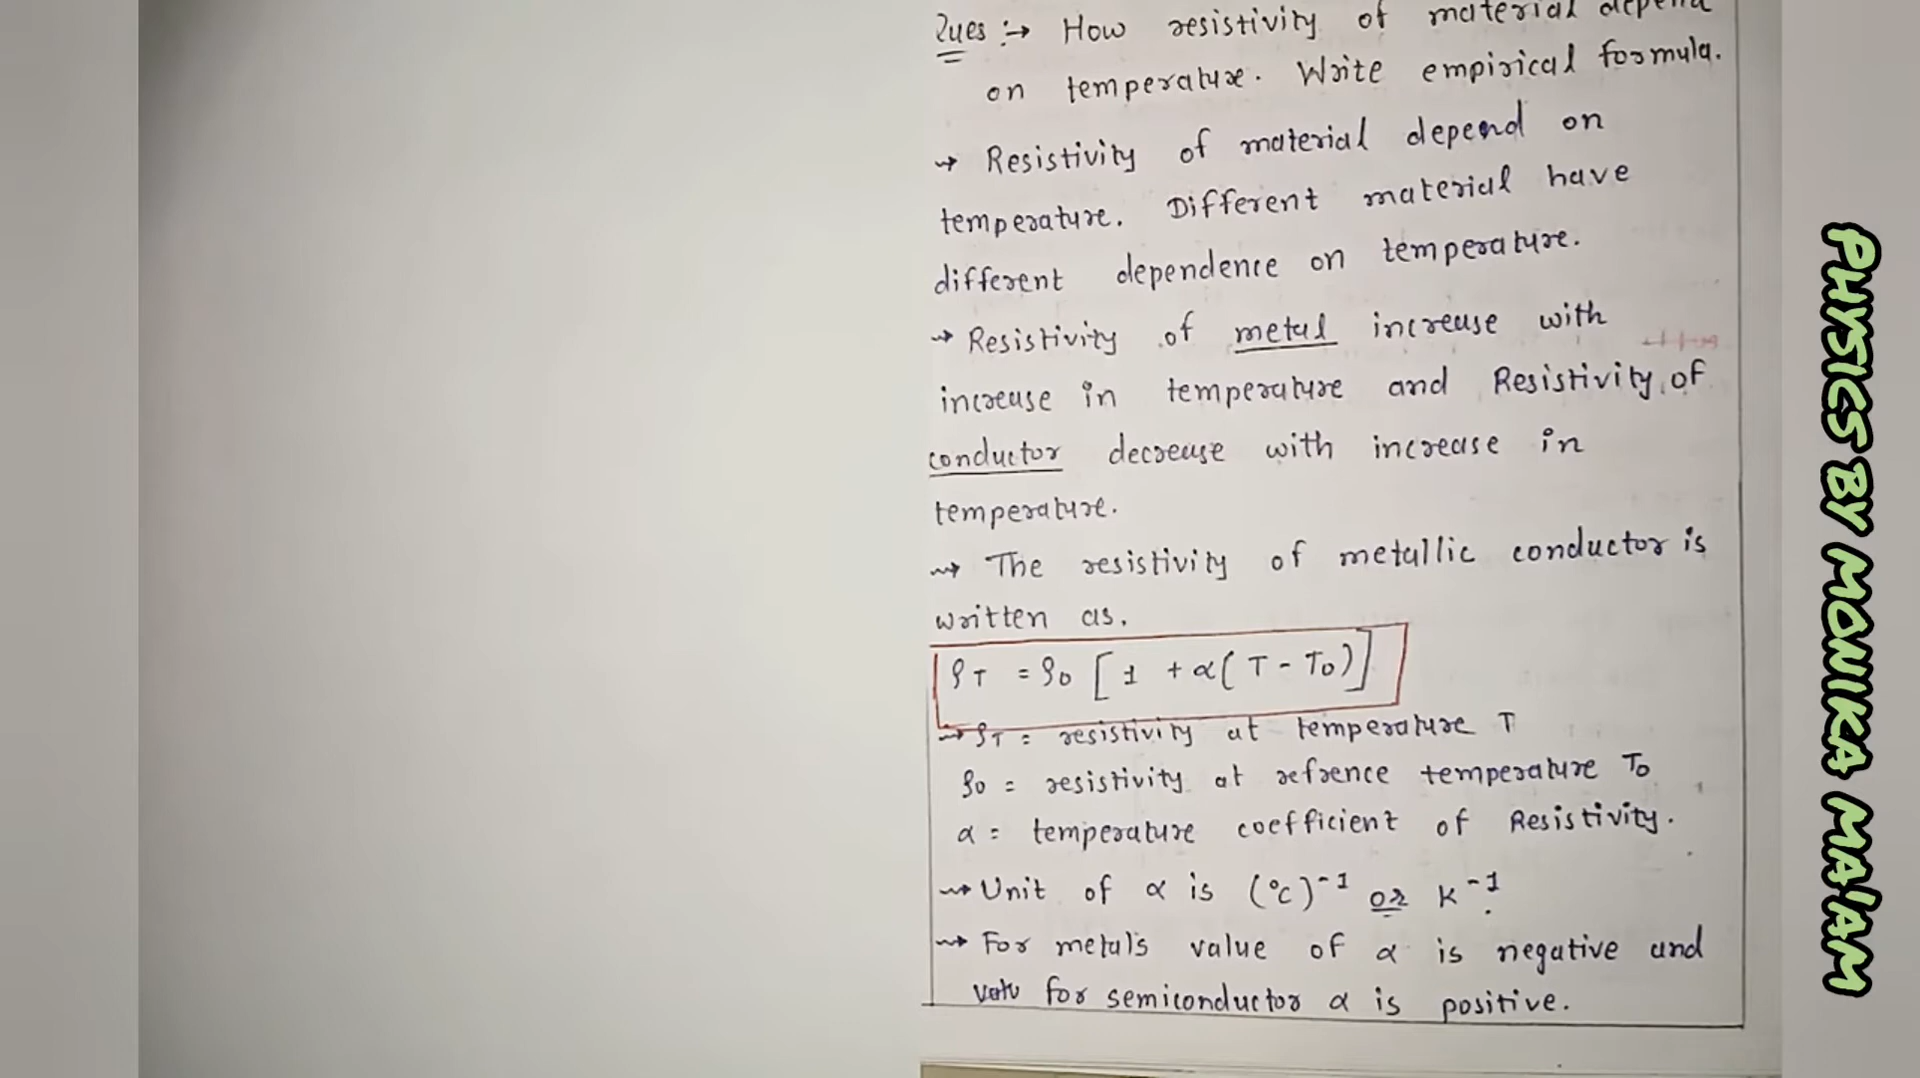 Ques :→ How resistivity of material depend
on temperature. Write empirical formula.
→ Resistivity of material depend on
temperature. Different material have
different dependence on temperature.
→ Resistivity of metal increase with
increase in temperature and Resistivity of
conductor decrease with increase in
temperature.
→ The resistivity of metallic conductor is
written as.
ρT = ρ0 [1 + α(T - T0)]
→ ρT = resistivity at temperature T
ρ0 = resistivity at refrence temperature T0
α = temperature coefficient of Resistivity.
→ Unit of α is (°C)⁻¹ or K⁻¹
→ For metals value of α is negative and
for semiconductor α is positive.
PHYSICS BY MONIKA MA'AM